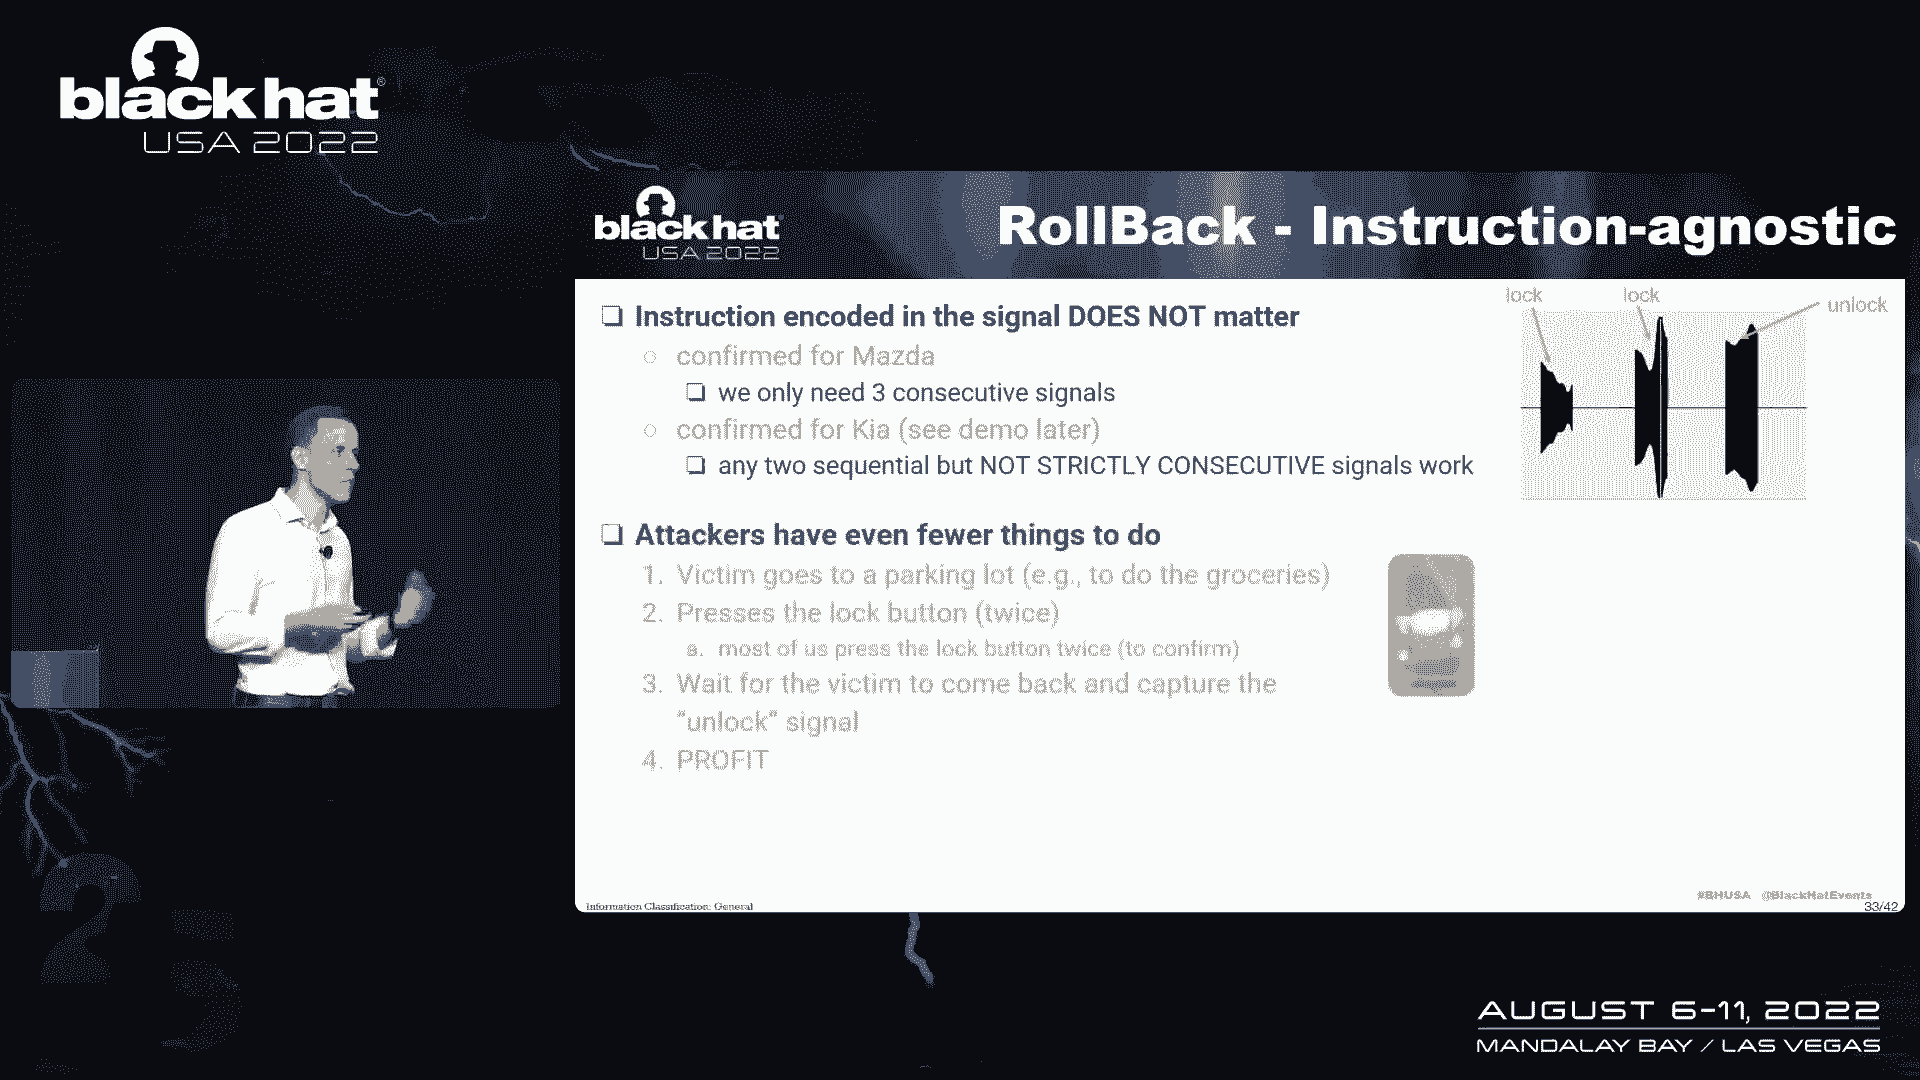 black hat®
USA 2022
black hat
USA 2022
RollBack - Instruction-agnostic
❏ Instruction encoded in the signal DOES NOT matter
○ confirmed for Mazda
❏ we only need 3 consecutive signals
○ confirmed for Kia (see demo later)
❏ any two sequential but NOT STRICTLY CONSECUTIVE signals work
lock
lock
unlock
❏ Attackers have even fewer things to do
1. Victim goes to a parking lot (e.g., to do the groceries)
2. Presses the lock button (twice)
a. most of us press the lock button twice (to confirm)
3. Wait for the victim to come back and capture the
“unlock” signal
4. PROFIT
#BHUSA @BlackHatEvents
Information Classification: General
33/42
25
AUGUST 6-11, 2022
MANDALAY BAY / LAS VEGAS